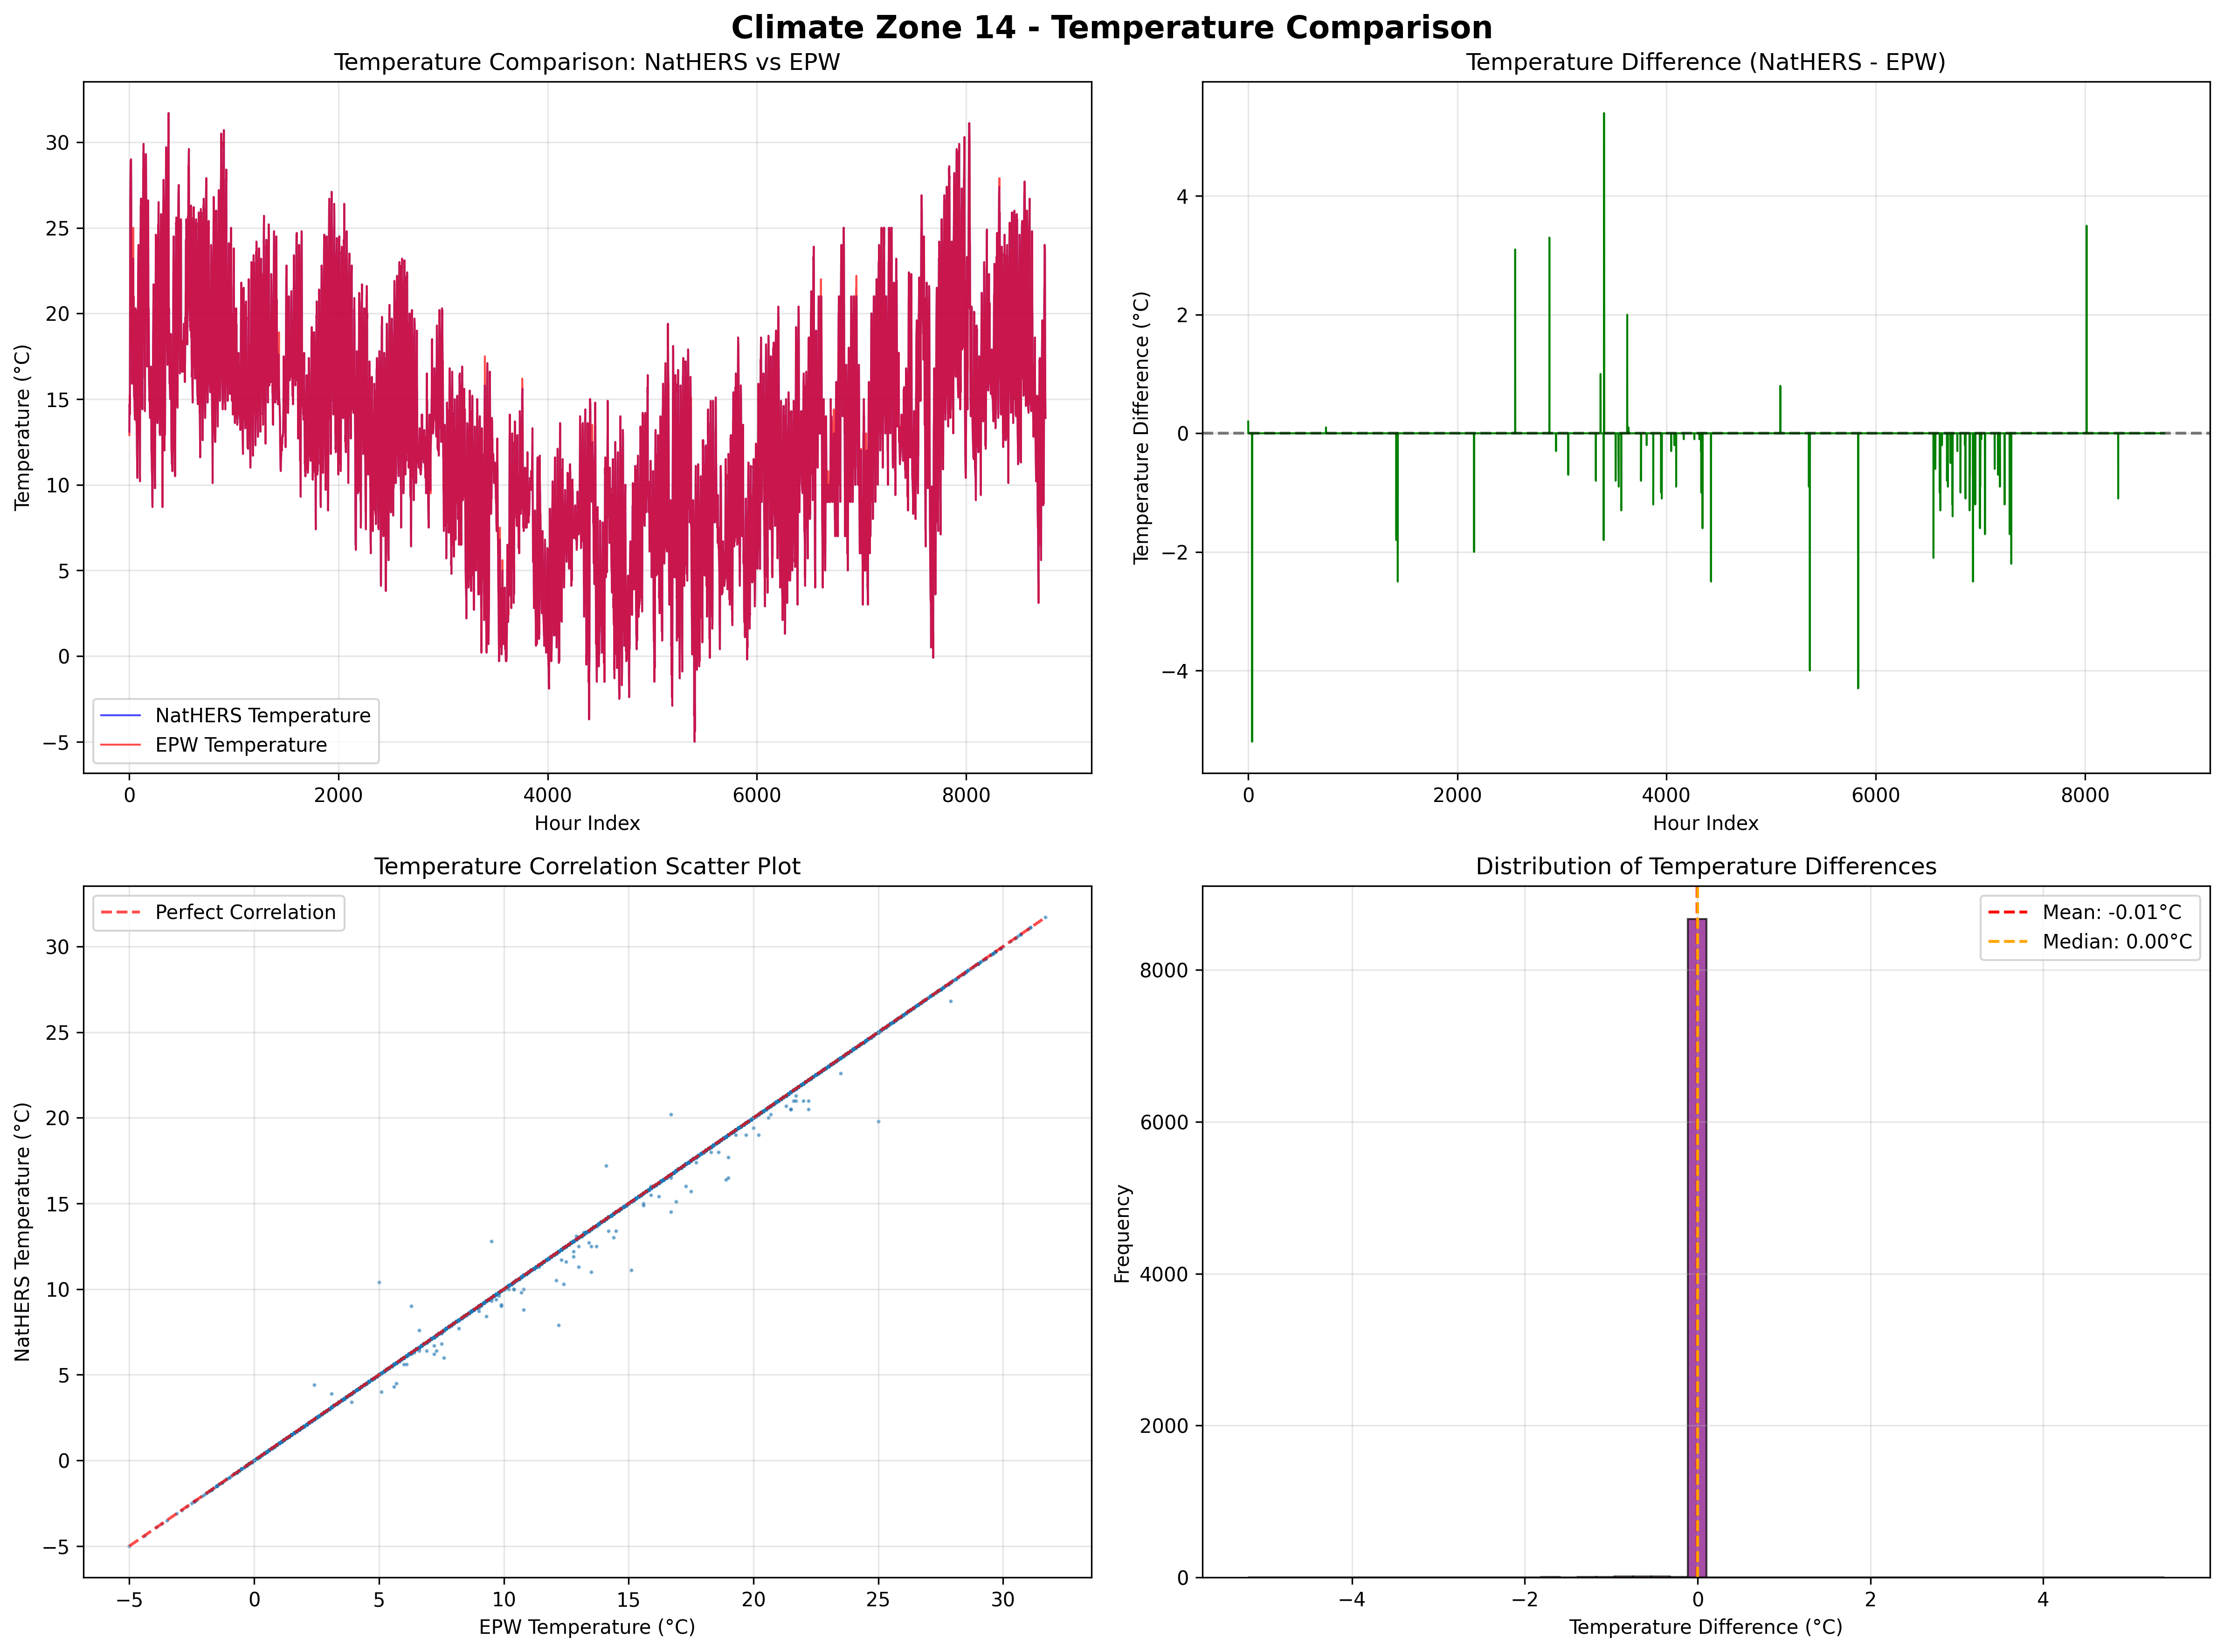 Climate Zone 14 - Temperature Comparison
Temperature Comparison: NatHERS vs EPW
Temperature (°C)
30
25
20
15
10
5
0
−5
NatHERS Temperature
EPW Temperature
0
2000
4000
6000
8000
Hour Index
Temperature Difference (NatHERS - EPW)
Temperature Difference (°C)
4
2
0
−2
−4
0
2000
4000
6000
8000
Hour Index
Temperature Correlation Scatter Plot
NatHERS Temperature (°C)
Perfect Correlation
30
25
20
15
10
5
0
−5
−5
0
5
10
15
20
25
30
EPW Temperature (°C)
Distribution of Temperature Differences
Frequency
Mean: -0.01°C
Median: 0.00°C
8000
6000
4000
2000
0
−4
−2
0
2
4
Temperature Difference (°C)